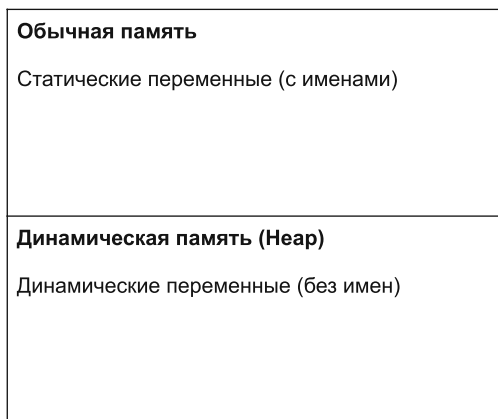 Обычная память
Статические переменные (с именами)
Динамическая память (Heap)
Динамические переменные (без имен)